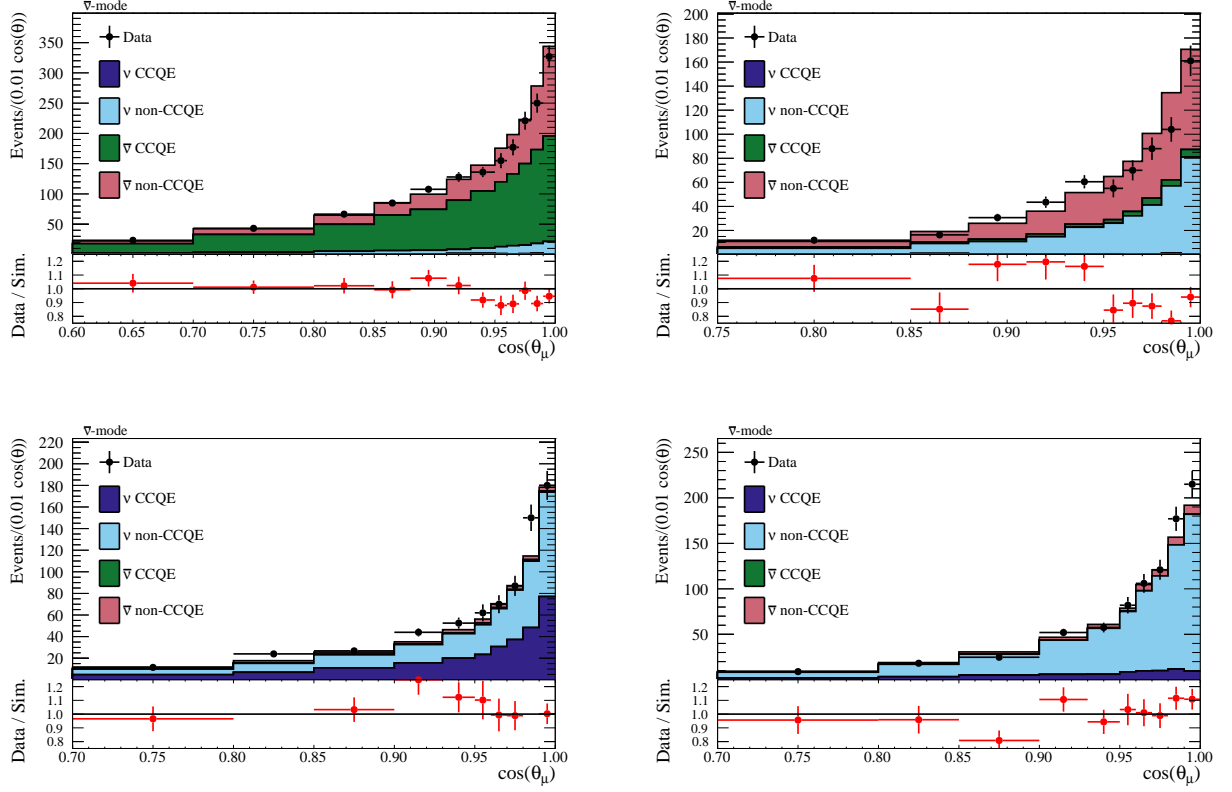 ν̅-mode
Events/(0.01 cos(θ))
350
300
250
200
150
100
50
Data
ν CCQE
ν non-CCQE
ν̅ CCQE
ν̅ non-CCQE
Data / Sim.
1.2
1.1
1.0
0.9
0.8
0.60 0.65 0.70 0.75 0.80 0.85 0.90 0.95 1.00
cos(θμ)
ν̅-mode
Events/(0.01 cos(θ))
200
180
160
140
120
100
80
60
40
20
Data
ν CCQE
ν non-CCQE
ν̅ CCQE
ν̅ non-CCQE
Data / Sim.
1.2
1.1
1.0
0.9
0.8
0.75 0.80 0.85 0.90 0.95 1.00
cos(θμ)
ν̅-mode
Events/(0.01 cos(θ))
220
200
180
160
140
120
100
80
60
40
20
Data
ν CCQE
ν non-CCQE
ν̅ CCQE
ν̅ non-CCQE
Data / Sim.
1.2
1.1
1.0
0.9
0.8
0.70 0.75 0.80 0.85 0.90 0.95 1.00
cos(θμ)
ν̅-mode
Events/(0.01 cos(θ))
250
200
150
100
50
Data
ν CCQE
ν non-CCQE
ν̅ CCQE
ν̅ non-CCQE
Data / Sim.
1.2
1.1
1.0
0.9
0.8
0.70 0.75 0.80 0.85 0.90 0.95 1.00
cos(θμ)